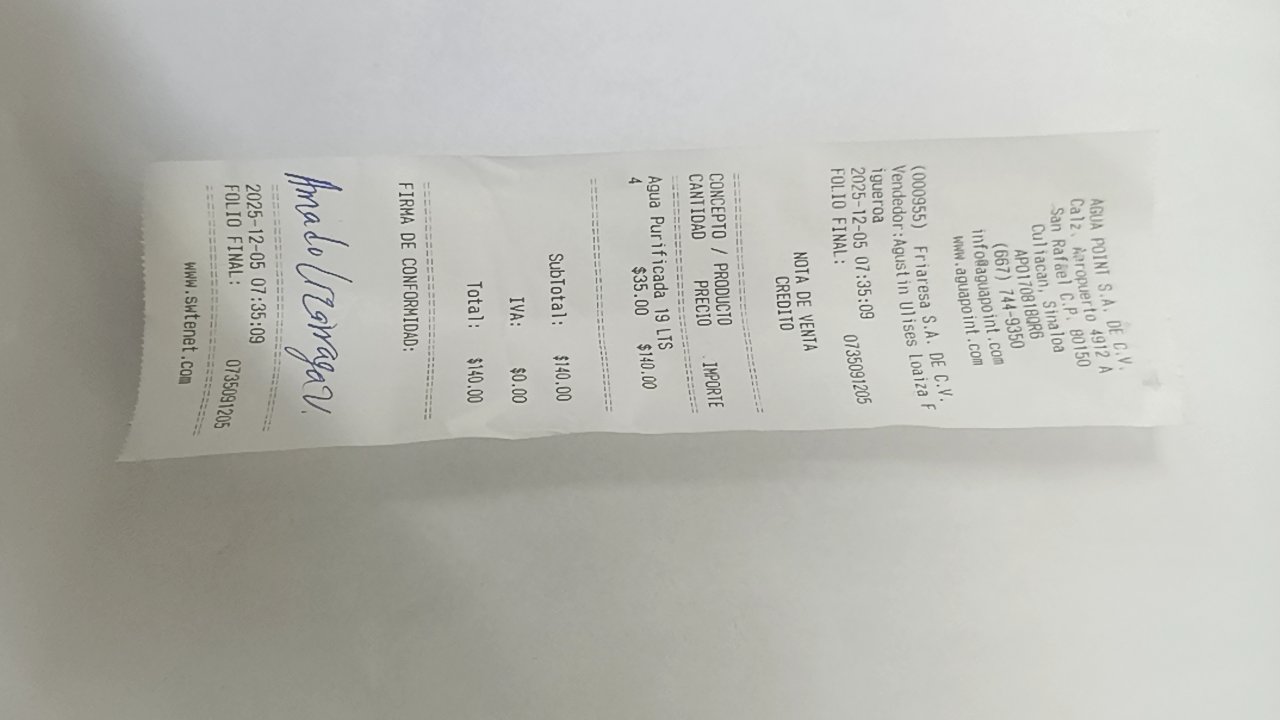 AGUA POINT S.A. DE C.V.
Calz. Aeropuerto 4912 A
San Rafael C.P. 80150
Culiacan, Sinaloa
APO170818QR6
(667) 744-9350
info@aguapoint.com
www.aguapoint.com
(000955) Friaresa S.A. DE C.V.
Vendedor:Agustin Ulises Loaiza F
igueroa
2025-12-05 07:35:09
FOLIO FINAL: 0735091205
NOTA DE VENTA
CREDITO
==============================
CONCEPTO / PRODUCTO
CANTIDAD PRECIO IMPORTE
==============================
Agua Purificada 19 LTS
4 $35.00 $140.00
==============================
SubTotal: $140.00
IVA: $0.00
Total: $140.00
==============================
FIRMA DE CONFORMIDAD:
Amado Lizarraga V.
==============================
2025-12-05 07:35:09
FOLIO FINAL: 0735091205
==============================
www.swtenet.com